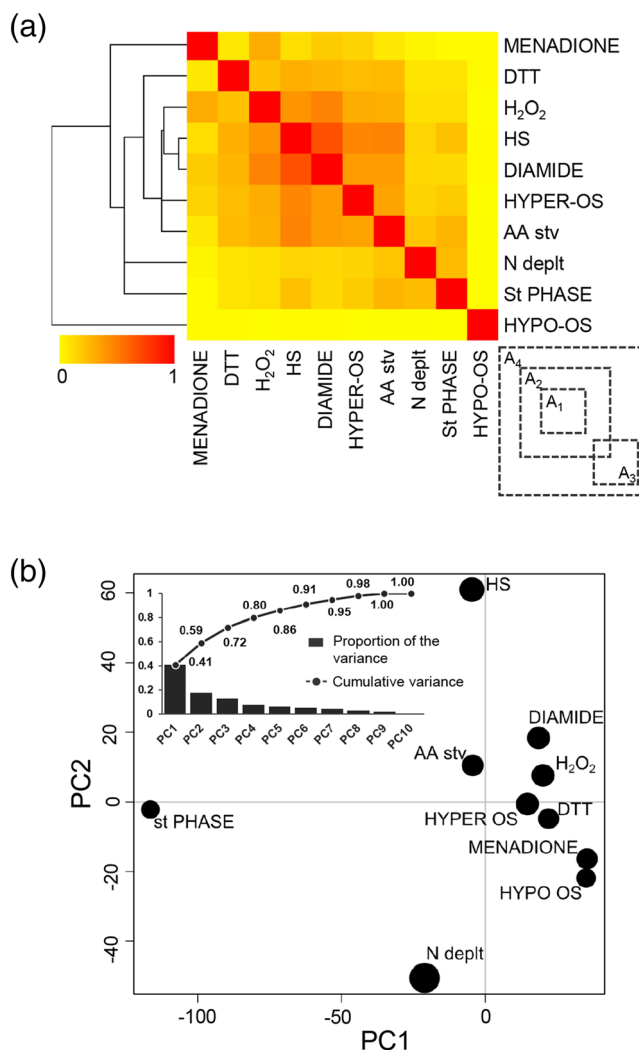 (a)
MENADIONE
DTT
H₂O₂
HS
DIAMIDE
HYPER-OS
AA stv
N deplt
St PHASE
HYPO-OS
0 1
MENADIONE
DTT
H₂O₂
HS
DIAMIDE
HYPER-OS
AA stv
N deplt
St PHASE
HYPO-OS
A₄
A₂
A₁
A₃
(b)
PC2
60
40
20
0
-20
-40
1
0.8
0.6
0.4
0.2
0
0.41
0.59
0.72
0.80
0.86
0.91
0.95
0.98
1.00
1.00
Proportion of the
variance
Cumulative variance
PC1 PC2 PC3 PC4 PC5 PC6 PC7 PC8 PC9 PC10
HS
DIAMIDE
AA stv
H₂O₂
HYPER OS
DTT
st PHASE
MENADIONE
HYPO OS
N deplt
-100 -50 0
PC1